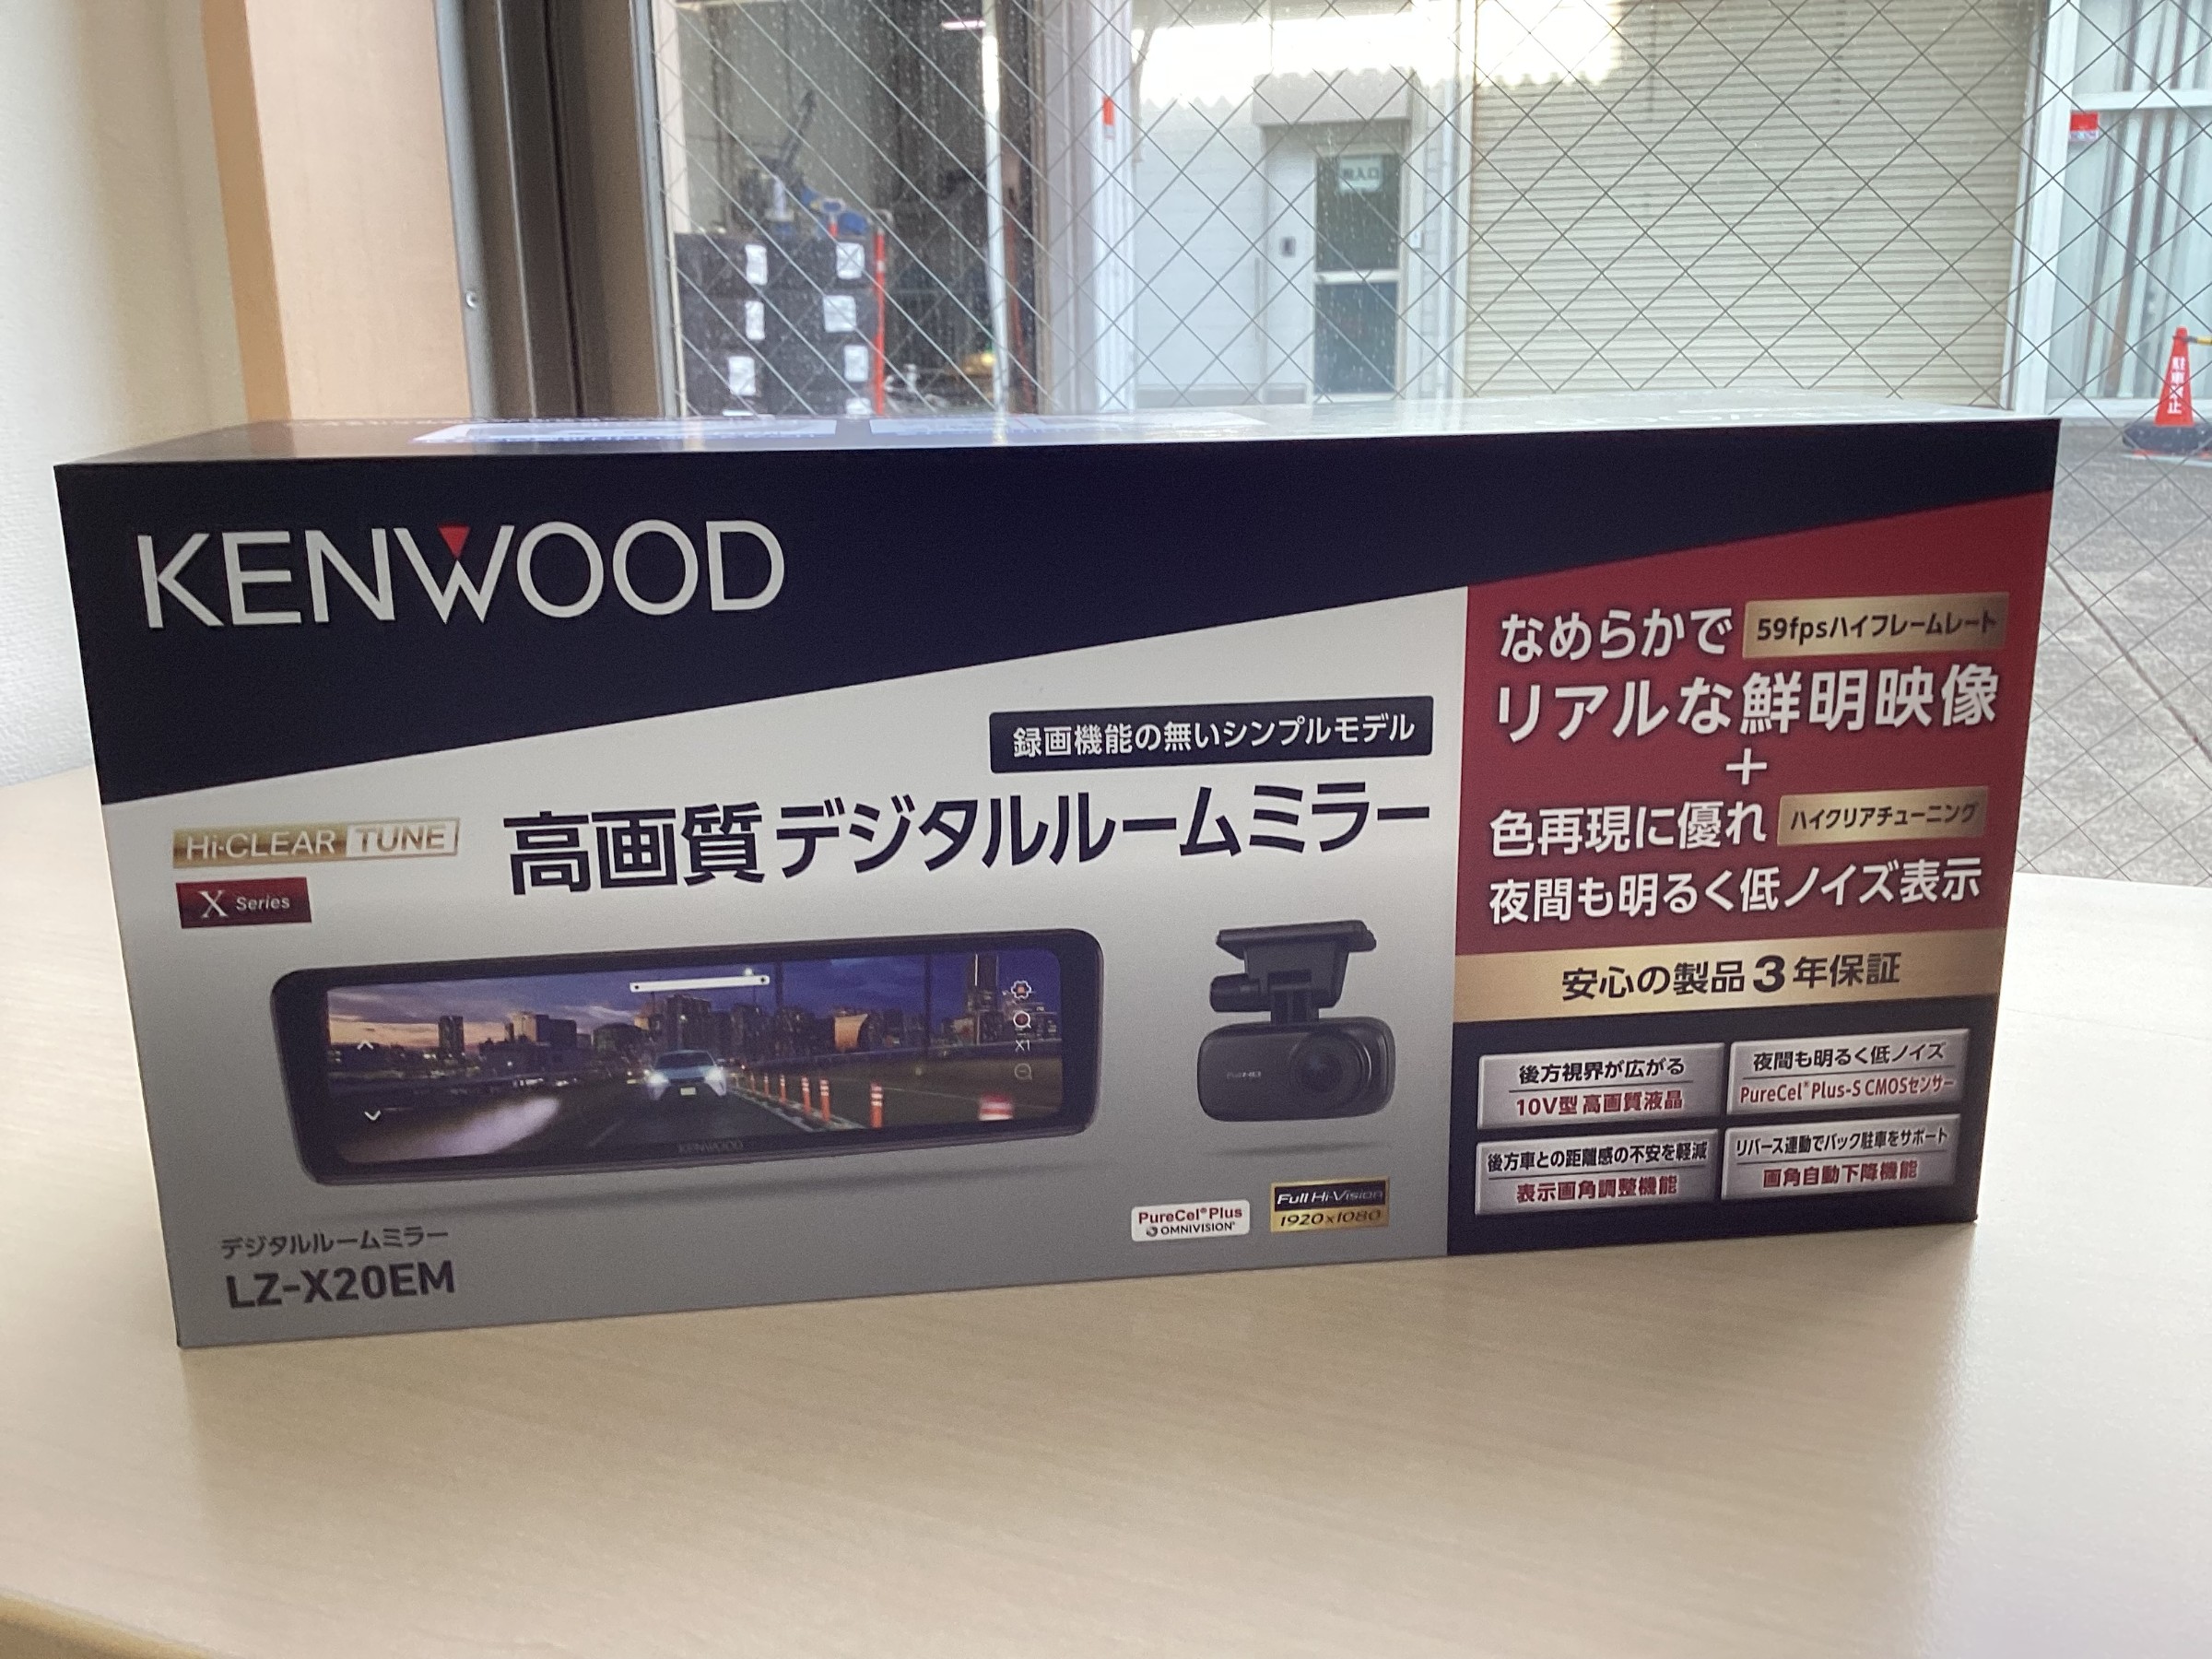 KENWOOD
録画機能の無いシンプルモデル
Hi-CLEAR TUNE
X Series
高画質デジタルルームミラー
X1
KENWOOD
デジタルルームミラー
LZ-X20EM
PureCel® Plus
OMNIVISION®
Full Hi-Vision
1920x1080
なめらかで 59fpsハイフレームレート
リアルな鮮明映像
+
色再現に優れ ハイクリアチューニング
夜間も明るく低ノイズ表示
安心の製品3年保証
後方視界が広がる
10V型 高画質液晶
夜間も明るく低ノイズ
PureCel® Plus-S CMOSセンサー
後方車との距離感の不安を軽減
表示画角調整機能
リバース連動でバック駐車をサポート
画角自動下降機能